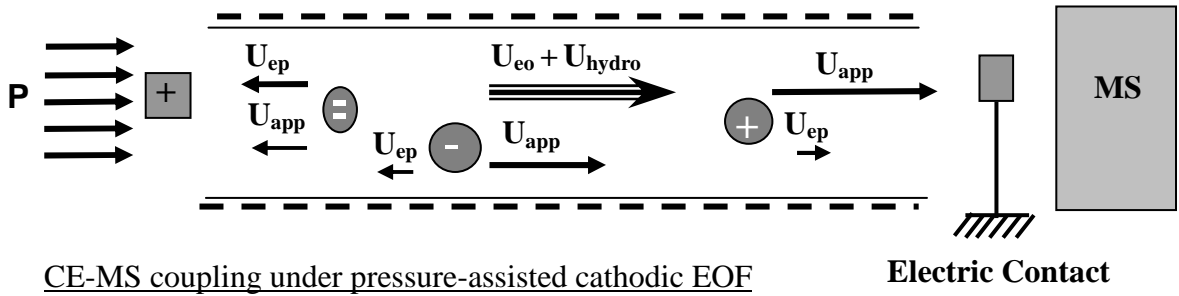 U_ep
U_eo + U_hydro
U_app
P
+
U_app
=
MS
U_ep
-
U_app
+
U_ep
CE-MS coupling under pressure-assisted cathodic EOF
Electric Contact